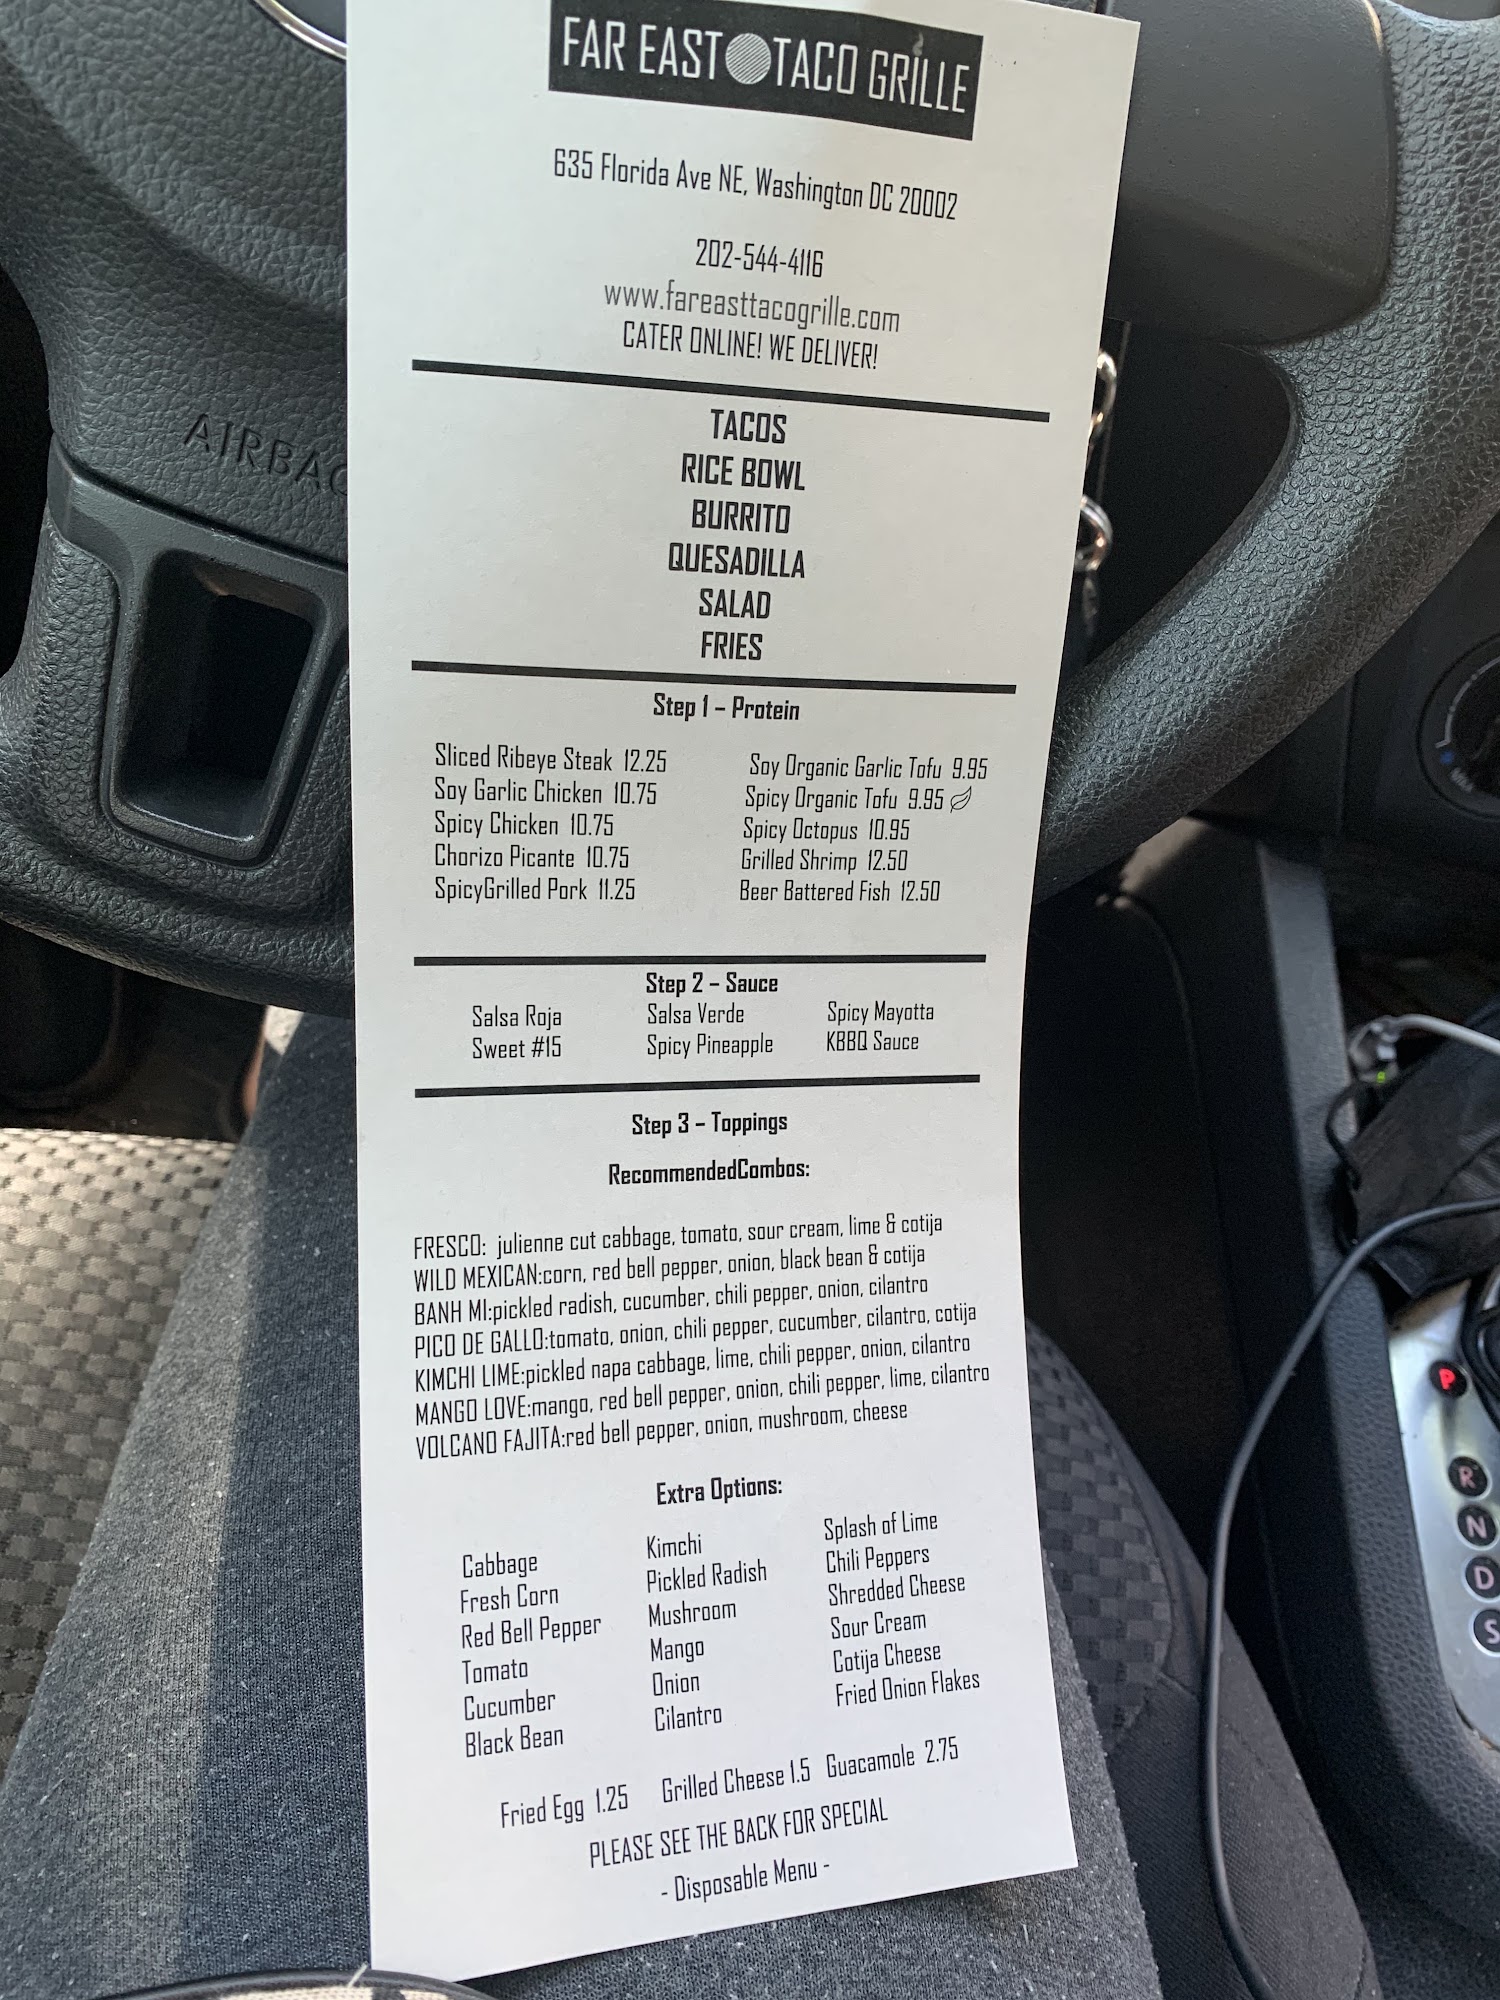 FAR EAST TACO GRILLE
635 Florida Ave NE, Washington DC 20002
202-544-4116
www.fareasttacogrille.com
CATER ONLINE! WE DELIVER!
TACOS
RICE BOWL
BURRITO
QUESADILLA
SALAD
FRIES
Step 1 – Protein
Sliced Ribeye Steak 12.25
Soy Garlic Chicken 10.75
Spicy Chicken 10.75
Chorizo Picante 10.75
SpicyGrilled Pork 11.25
Soy Organic Garlic Tofu 9.95
Spicy Organic Tofu 9.95
Spicy Octopus 10.95
Grilled Shrimp 12.50
Beer Battered Fish 12.50
Step 2 – Sauce
Salsa Roja Salsa Verde Spicy Mayotta
Sweet #15 Spicy Pineapple KBBQ Sauce
Step 3 – Toppings
RecommendedCombos:
FRESCO: julienne cut cabbage, tomato, sour cream, lime & cotija
WILD MEXICAN:corn, red bell pepper, onion, black bean & cotija
BANH MI:pickled radish, cucumber, chili pepper, onion, cilantro
PICO DE GALLO:tomato, onion, chili pepper, cucumber, cilantro, cotija
KIMCHI LIME:pickled napa cabbage, lime, chili pepper, onion, cilantro
MANGO LOVE:mango, red bell pepper, onion, chili pepper, lime, cilantro
VOLCANO FAJITA:red bell pepper, onion, mushroom, cheese
Extra Options:
Cabbage
Fresh Corn
Red Bell Pepper
Tomato
Cucumber
Black Bean
Kimchi
Pickled Radish
Mushroom
Mango
Onion
Cilantro
Splash of Lime
Chili Peppers
Shredded Cheese
Sour Cream
Cotija Cheese
Fried Onion Flakes
Fried Egg 1.25 Grilled Cheese 1.5 Guacamole 2.75
PLEASE SEE THE BACK FOR SPECIAL
- Disposable Menu -
AIRBAG
P
R
N
D
S